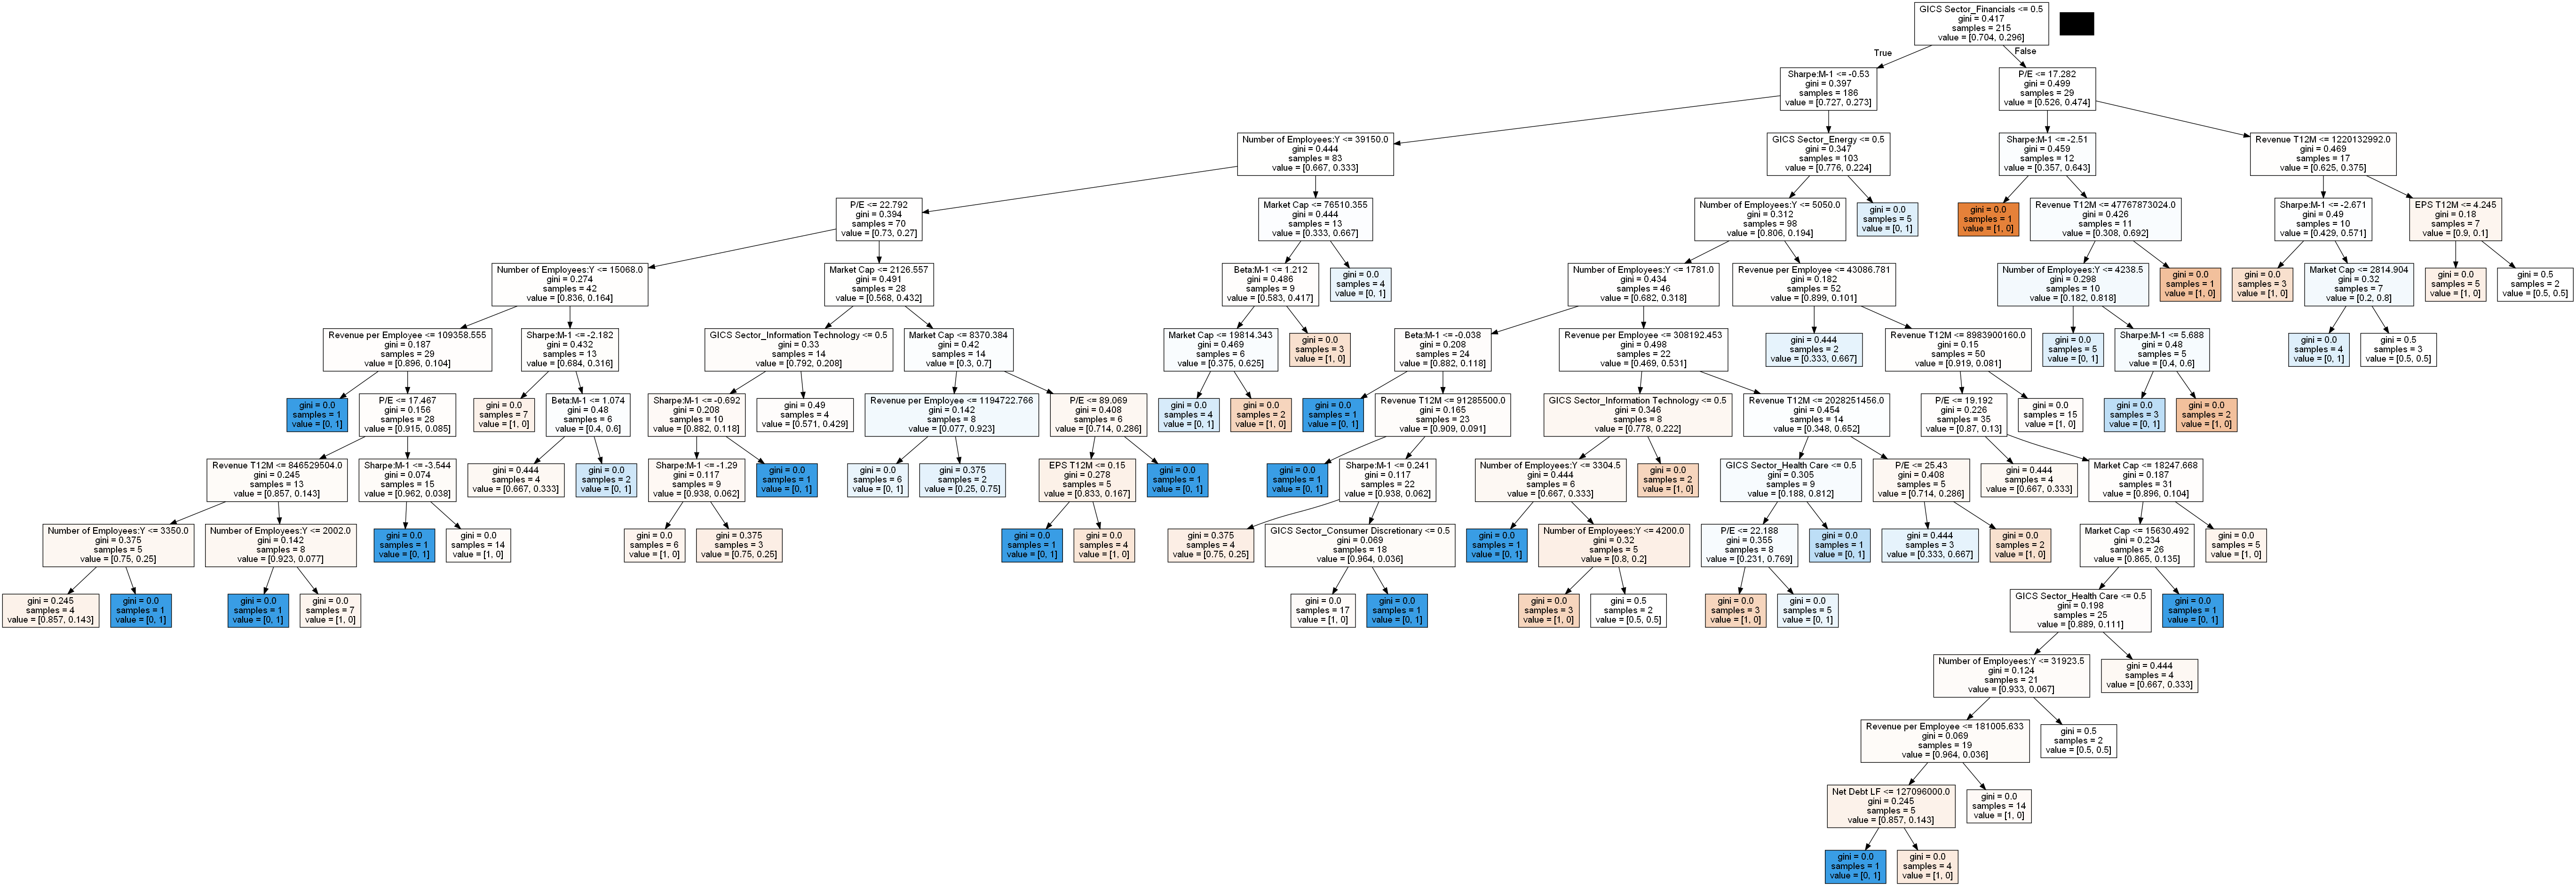 GICS Sector_Financials <= 0.5
gini = 0.417
samples = 215
value = [0.704, 0.296]
True
False
Sharpe:M-1 <= -0.53
gini = 0.397
samples = 186
value = [0.727, 0.273]
P/E <= 17.282
gini = 0.499
samples = 29
value = [0.526, 0.474]
Number of Employees:Y <= 39150.0
gini = 0.444
samples = 83
value = [0.667, 0.333]
GICS Sector_Energy <= 0.5
gini = 0.347
samples = 103
value = [0.776, 0.224]
Sharpe:M-1 <= -2.51
gini = 0.459
samples = 12
value = [0.357, 0.643]
Revenue T12M <= 1220132992.0
gini = 0.469
samples = 17
value = [0.625, 0.375]
P/E <= 22.792
gini = 0.394
samples = 70
value = [0.73, 0.27]
Market Cap <= 76510.355
gini = 0.444
samples = 13
value = [0.333, 0.667]
Number of Employees:Y <= 5050.0
gini = 0.312
samples = 98
value = [0.806, 0.194]
gini = 0.0
samples = 5
value = [0, 1]
gini = 0.0
samples = 1
value = [1, 0]
Revenue T12M <= 47767873024.0
gini = 0.426
samples = 11
value = [0.308, 0.692]
Sharpe:M-1 <= -2.671
gini = 0.49
samples = 10
value = [0.429, 0.571]
EPS T12M <= 4.245
gini = 0.18
samples = 7
value = [0.9, 0.1]
Number of Employees:Y <= 15068.0
gini = 0.274
samples = 42
value = [0.836, 0.164]
Market Cap <= 2126.557
gini = 0.491
samples = 28
value = [0.568, 0.432]
Beta:M-1 <= 1.212
gini = 0.486
samples = 9
value = [0.583, 0.417]
gini = 0.0
samples = 4
value = [0, 1]
Number of Employees:Y <= 1781.0
gini = 0.434
samples = 46
value = [0.682, 0.318]
Revenue per Employee <= 43086.781
gini = 0.182
samples = 52
value = [0.899, 0.101]
Number of Employees:Y <= 4238.5
gini = 0.298
samples = 10
value = [0.182, 0.818]
gini = 0.0
samples = 1
value = [1, 0]
gini = 0.0
samples = 3
value = [1, 0]
Market Cap <= 2814.904
gini = 0.32
samples = 7
value = [0.2, 0.8]
gini = 0.0
samples = 5
value = [1, 0]
gini = 0.5
samples = 2
value = [0.5, 0.5]
Revenue per Employee <= 109358.555
gini = 0.187
samples = 29
value = [0.896, 0.104]
Sharpe:M-1 <= -2.182
gini = 0.432
samples = 13
value = [0.684, 0.316]
GICS Sector_Information Technology <= 0.5
gini = 0.33
samples = 14
value = [0.792, 0.208]
Market Cap <= 8370.384
gini = 0.42
samples = 14
value = [0.3, 0.7]
Market Cap <= 19814.343
gini = 0.469
samples = 6
value = [0.375, 0.625]
gini = 0.0
samples = 3
value = [1, 0]
Beta:M-1 <= -0.038
gini = 0.208
samples = 24
value = [0.882, 0.118]
Revenue per Employee <= 308192.453
gini = 0.498
samples = 22
value = [0.469, 0.531]
gini = 0.444
samples = 2
value = [0.333, 0.667]
Revenue T12M <= 8983900160.0
gini = 0.15
samples = 50
value = [0.919, 0.081]
gini = 0.0
samples = 5
value = [0, 1]
Sharpe:M-1 <= 5.688
gini = 0.48
samples = 5
value = [0.4, 0.6]
gini = 0.0
samples = 4
value = [0, 1]
gini = 0.5
samples = 3
value = [0.5, 0.5]
gini = 0.0
samples = 1
value = [0, 1]
P/E <= 17.467
gini = 0.156
samples = 28
value = [0.915, 0.085]
gini = 0.0
samples = 7
value = [1, 0]
Beta:M-1 <= 1.074
gini = 0.48
samples = 6
value = [0.4, 0.6]
Sharpe:M-1 <= -0.692
gini = 0.208
samples = 10
value = [0.882, 0.118]
gini = 0.49
samples = 4
value = [0.571, 0.429]
Revenue per Employee <= 1194722.766
gini = 0.142
samples = 8
value = [0.077, 0.923]
P/E <= 89.069
gini = 0.408
samples = 6
value = [0.714, 0.286]
gini = 0.0
samples = 4
value = [0, 1]
gini = 0.0
samples = 2
value = [1, 0]
gini = 0.0
samples = 1
value = [0, 1]
Revenue T12M <= 91285500.0
gini = 0.165
samples = 23
value = [0.909, 0.091]
GICS Sector_Information Technology <= 0.5
gini = 0.346
samples = 8
value = [0.778, 0.222]
Revenue T12M <= 2028251456.0
gini = 0.454
samples = 14
value = [0.348, 0.652]
P/E <= 19.192
gini = 0.226
samples = 35
value = [0.87, 0.13]
gini = 0.0
samples = 15
value = [1, 0]
gini = 0.0
samples = 3
value = [0, 1]
gini = 0.0
samples = 2
value = [1, 0]
Revenue T12M <= 846529504.0
gini = 0.245
samples = 13
value = [0.857, 0.143]
Sharpe:M-1 <= -3.544
gini = 0.074
samples = 15
value = [0.962, 0.038]
gini = 0.444
samples = 4
value = [0.667, 0.333]
gini = 0.0
samples = 2
value = [0, 1]
Sharpe:M-1 <= -1.29
gini = 0.117
samples = 9
value = [0.938, 0.062]
gini = 0.0
samples = 1
value = [0, 1]
gini = 0.0
samples = 6
value = [0, 1]
gini = 0.375
samples = 2
value = [0.25, 0.75]
EPS T12M <= 0.15
gini = 0.278
samples = 5
value = [0.833, 0.167]
gini = 0.0
samples = 1
value = [0, 1]
gini = 0.0
samples = 1
value = [0, 1]
Sharpe:M-1 <= 0.241
gini = 0.117
samples = 22
value = [0.938, 0.062]
Number of Employees:Y <= 3304.5
gini = 0.444
samples = 6
value = [0.667, 0.333]
gini = 0.0
samples = 2
value = [1, 0]
GICS Sector_Health Care <= 0.5
gini = 0.305
samples = 9
value = [0.188, 0.812]
P/E <= 25.43
gini = 0.408
samples = 5
value = [0.714, 0.286]
gini = 0.444
samples = 4
value = [0.667, 0.333]
Market Cap <= 18247.668
gini = 0.187
samples = 31
value = [0.896, 0.104]
Number of Employees:Y <= 3350.0
gini = 0.375
samples = 5
value = [0.75, 0.25]
Number of Employees:Y <= 2002.0
gini = 0.142
samples = 8
value = [0.923, 0.077]
gini = 0.0
samples = 1
value = [0, 1]
gini = 0.0
samples = 14
value = [1, 0]
gini = 0.0
samples = 6
value = [1, 0]
gini = 0.375
samples = 3
value = [0.75, 0.25]
gini = 0.0
samples = 1
value = [0, 1]
gini = 0.0
samples = 4
value = [1, 0]
gini = 0.375
samples = 4
value = [0.75, 0.25]
GICS Sector_Consumer Discretionary <= 0.5
gini = 0.069
samples = 18
value = [0.964, 0.036]
gini = 0.0
samples = 1
value = [0, 1]
Number of Employees:Y <= 4200.0
gini = 0.32
samples = 5
value = [0.8, 0.2]
P/E <= 22.188
gini = 0.355
samples = 8
value = [0.231, 0.769]
gini = 0.0
samples = 1
value = [0, 1]
gini = 0.444
samples = 3
value = [0.333, 0.667]
gini = 0.0
samples = 2
value = [1, 0]
Market Cap <= 15630.492
gini = 0.234
samples = 26
value = [0.865, 0.135]
gini = 0.0
samples = 5
value = [1, 0]
gini = 0.245
samples = 4
value = [0.857, 0.143]
gini = 0.0
samples = 1
value = [0, 1]
gini = 0.0
samples = 1
value = [0, 1]
gini = 0.0
samples = 7
value = [1, 0]
gini = 0.0
samples = 17
value = [1, 0]
gini = 0.0
samples = 1
value = [0, 1]
gini = 0.0
samples = 3
value = [1, 0]
gini = 0.5
samples = 2
value = [0.5, 0.5]
gini = 0.0
samples = 3
value = [1, 0]
gini = 0.0
samples = 5
value = [0, 1]
GICS Sector_Health Care <= 0.5
gini = 0.198
samples = 25
value = [0.889, 0.111]
gini = 0.0
samples = 1
value = [0, 1]
Number of Employees:Y <= 31923.5
gini = 0.124
samples = 21
value = [0.933, 0.067]
gini = 0.444
samples = 4
value = [0.667, 0.333]
Revenue per Employee <= 181005.633
gini = 0.069
samples = 19
value = [0.964, 0.036]
gini = 0.5
samples = 2
value = [0.5, 0.5]
Net Debt LF <= 127096000.0
gini = 0.245
samples = 5
value = [0.857, 0.143]
gini = 0.0
samples = 14
value = [1, 0]
gini = 0.0
samples = 1
value = [0, 1]
gini = 0.0
samples = 4
value = [1, 0]